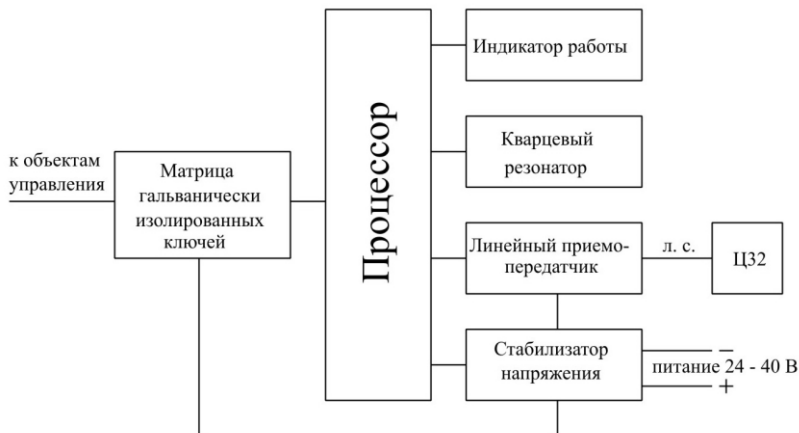 к объектам
управления
Матрица
гальванически
изолированных
ключей
Процессор
Индикатор работы
Кварцевый
резонатор
Линейный приемо-
передатчик
л. с.
Ц32
Стабилизатор
напряжения
−
питание 24 - 40 В
+